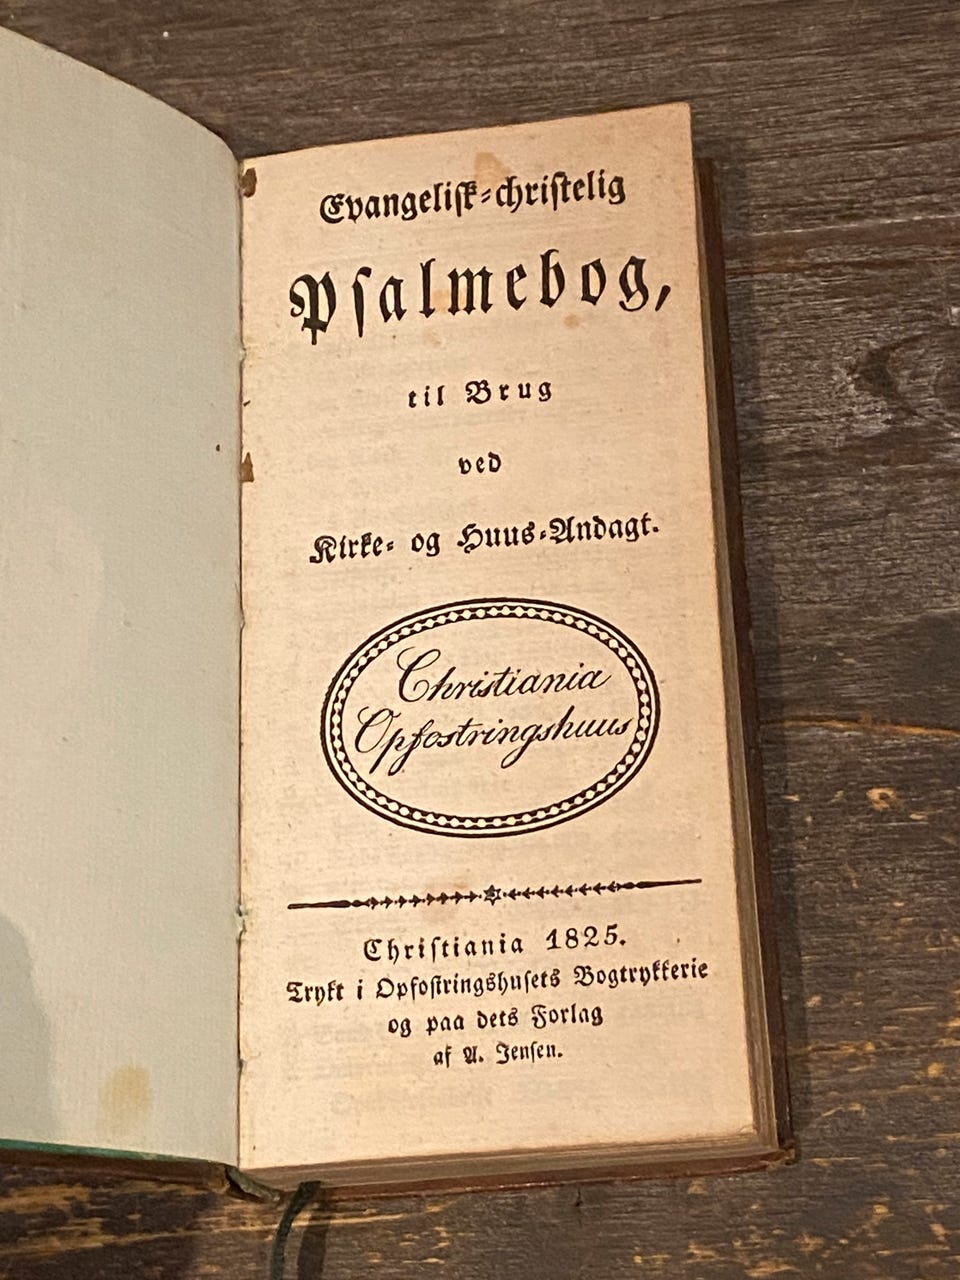 Evangelisk-christelig
Psalmebog,
til Brug
ved
Kirke- og Huus-Andagt.
Christiania
Opfostringshuus
Christiania 1825.
Trykt i Opfostringshusets Bogtrykkerie
og paa dets Forlag
af A. Jensen.